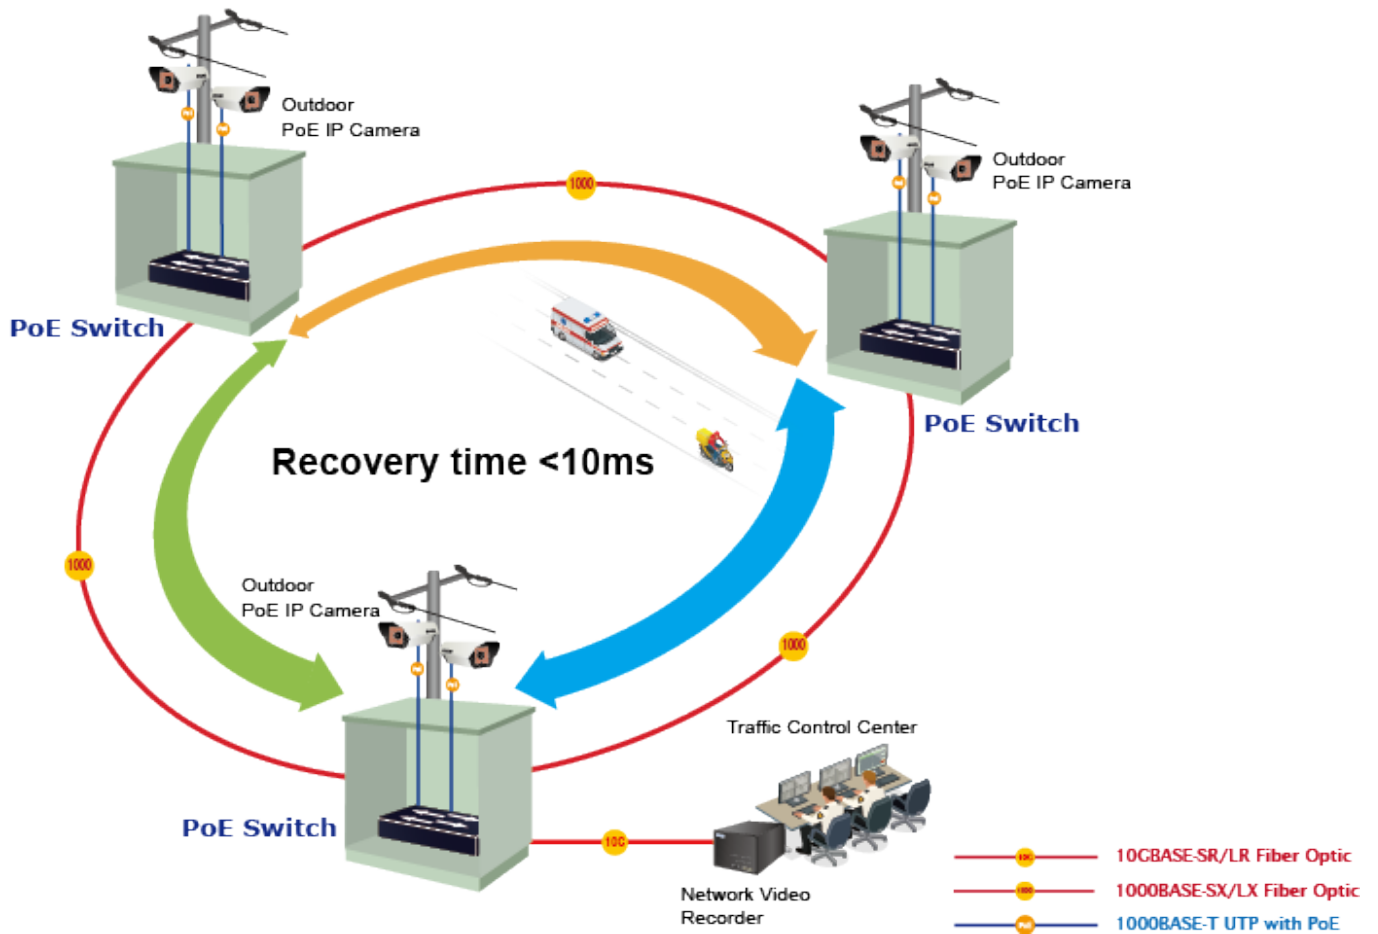 Outdoor
PoE IP Camera
1000
Outdoor
PoE IP Camera
PoE Switch
PoE Switch
Recovery time <10ms
1000
Outdoor
PoE IP Camera
1000
Traffic Control Center
PoE Switch
10G
Network Video
Recorder
10GBASE-SR/LR Fiber Optic
1000BASE-SX/LX Fiber Optic
1000BASE-T UTP with PoE